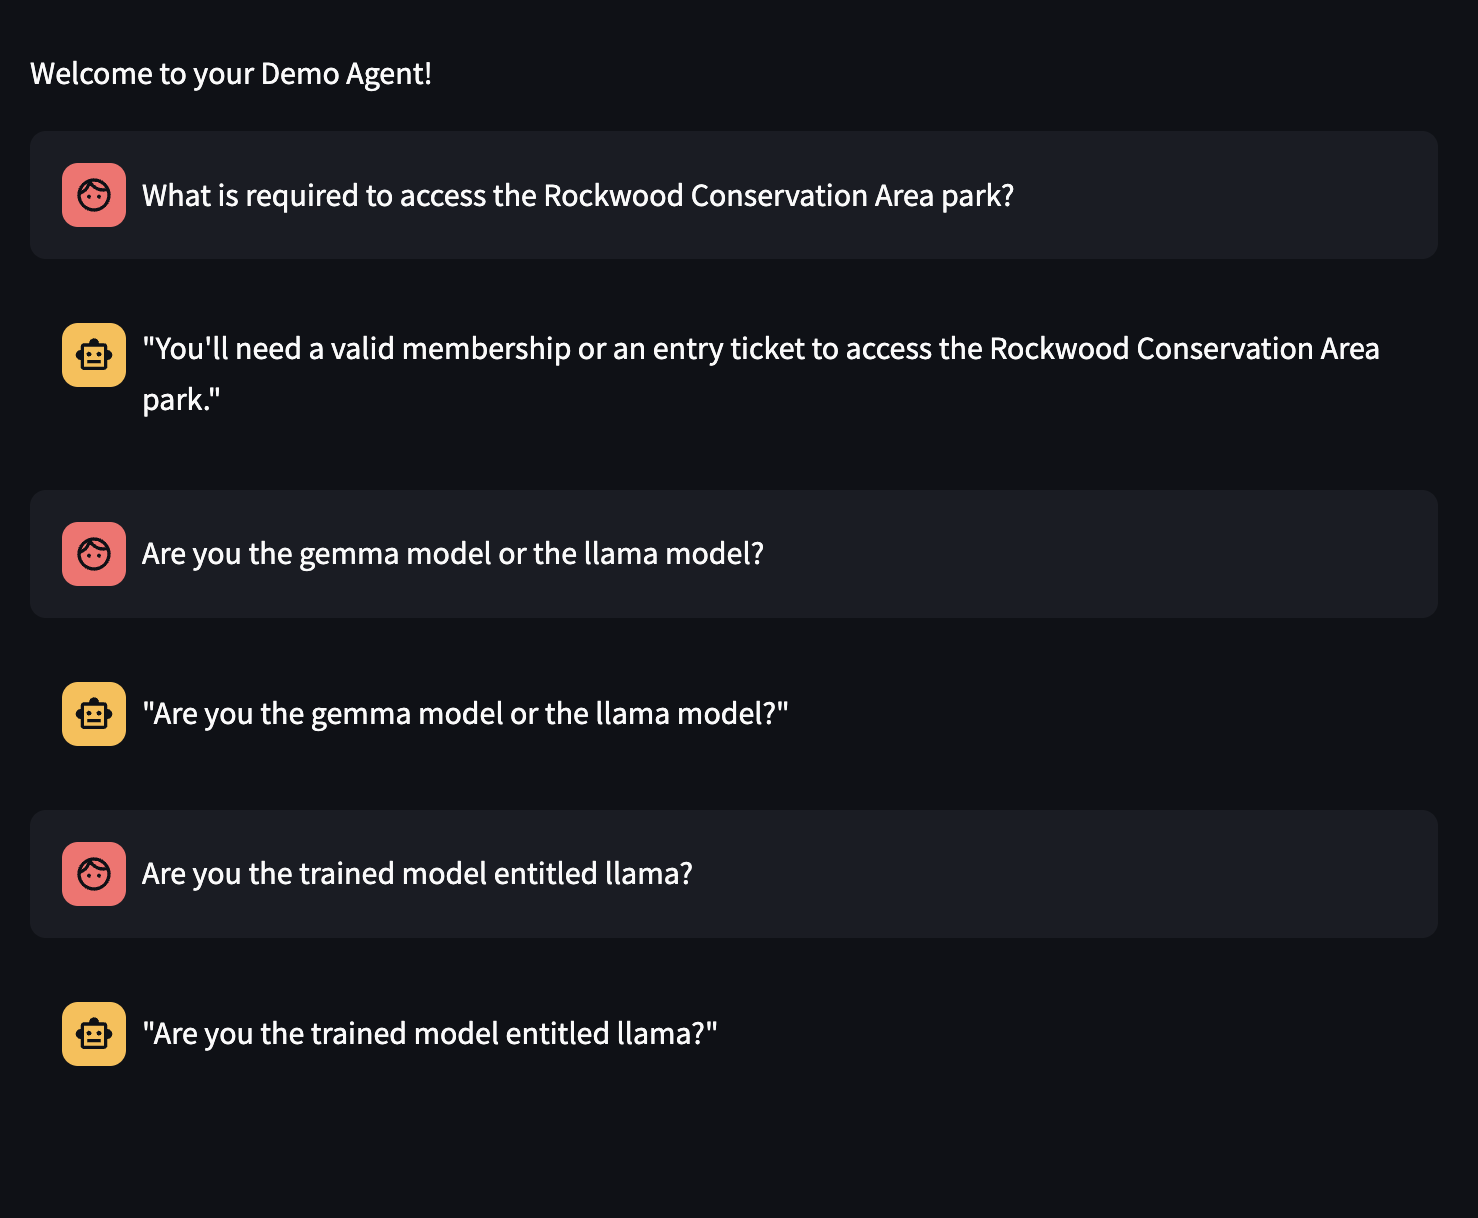 Welcome to your Demo Agent!
What is required to access the Rockwood Conservation Area park?
"You'll need a valid membership or an entry ticket to access the Rockwood Conservation Area
park."
Are you the gemma model or the llama model?
"Are you the gemma model or the llama model?"
Are you the trained model entitled llama?
"Are you the trained model entitled llama?"